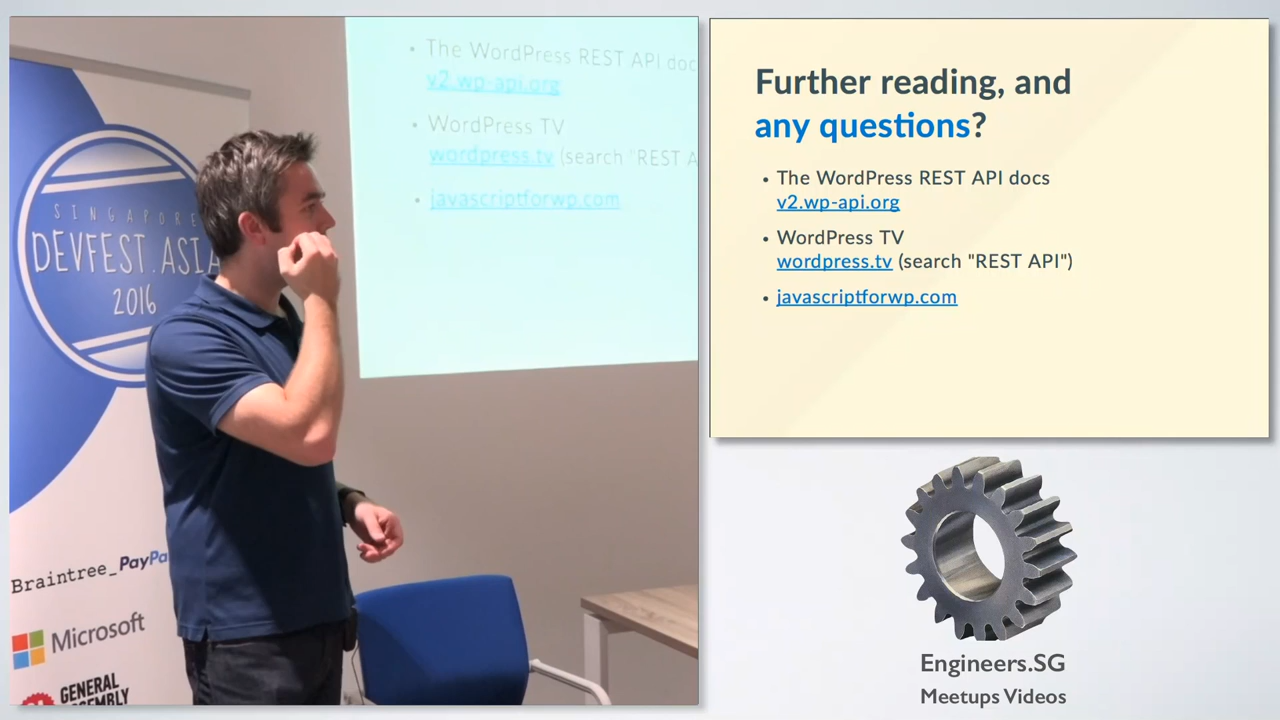 SINGAPORE
DEVFEST.ASIA
2016
Braintree_PayPa
Microsoft
GENERAL
ASSEMBLY
• The WordPress REST API doc
v2.wp-api.org
• WordPress TV
wordpress.tv (search "REST A
• javascriptforwp.com
Further reading, and
any questions?
• The WordPress REST API docs
v2.wp-api.org
• WordPress TV
wordpress.tv (search "REST API")
• javascriptforwp.com
Engineers.SG
Meetups Videos